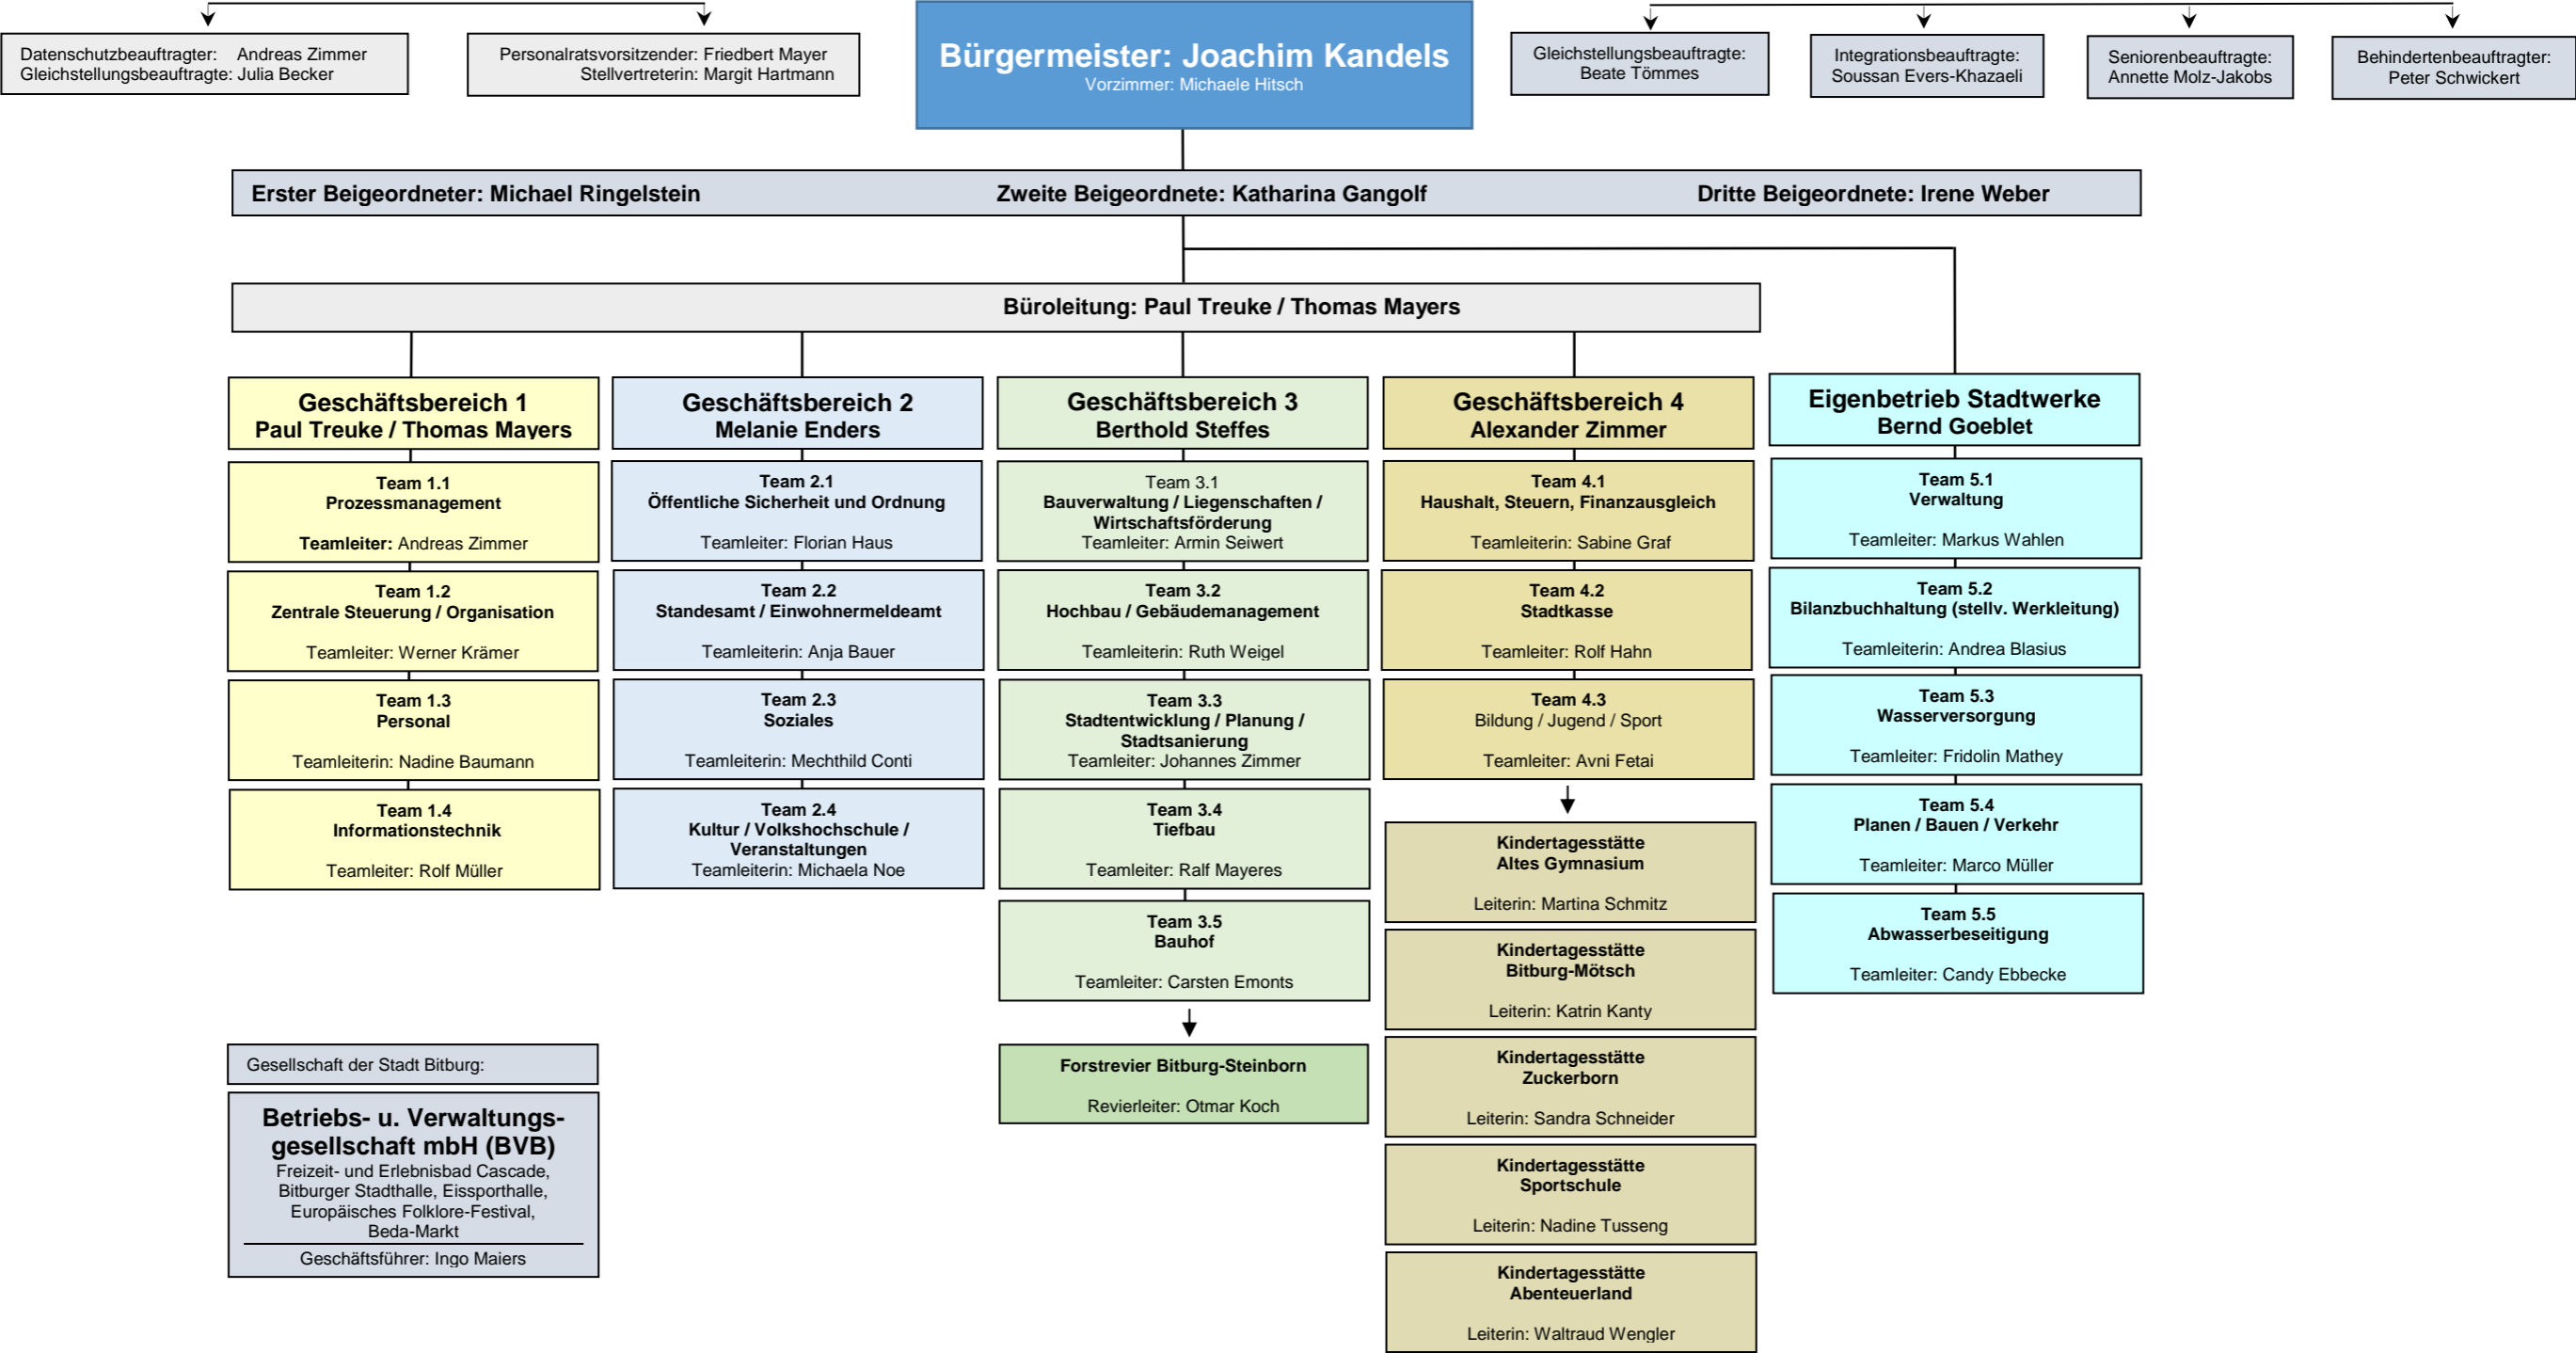 Datenschutzbeauftragter: Andreas Zimmer
Gleichstellungsbeauftragte: Julia Becker
Personalratsvorsitzender: Friedbert Mayer
Stellvertreterin: Margit Hartmann
Bürgermeister: Joachim Kandels
Vorzimmer: Michaele Hitsch
Gleichstellungsbeauftragte:
Beate Tömmes
Integrationsbeauftragte:
Soussan Evers-Khazaeli
Seniorenbeauftragte:
Annette Molz-Jakobs
Behindertenbeauftragter:
Peter Schwickert
Erster Beigeordneter: Michael Ringelstein
Zweite Beigeordnete: Katharina Gangolf
Dritte Beigeordnete: Irene Weber
Büroleitung: Paul Treuke / Thomas Mayers
Geschäftsbereich 1
Paul Treuke / Thomas Mayers
Team 1.1
Prozessmanagement
Teamleiter: Andreas Zimmer
Team 1.2
Zentrale Steuerung / Organisation
Teamleiter: Werner Krämer
Team 1.3
Personal
Teamleiterin: Nadine Baumann
Team 1.4
Informationstechnik
Teamleiter: Rolf Müller
Geschäftsbereich 2
Melanie Enders
Team 2.1
Öffentliche Sicherheit und Ordnung
Teamleiter: Florian Haus
Team 2.2
Standesamt / Einwohnermeldeamt
Teamleiterin: Anja Bauer
Team 2.3
Soziales
Teamleiterin: Mechthild Conti
Team 2.4
Kultur / Volkshochschule /
Veranstaltungen
Teamleiterin: Michaela Noe
Geschäftsbereich 3
Berthold Steffes
Team 3.1
Bauverwaltung / Liegenschaften /
Wirtschaftsförderung
Teamleiter: Armin Seiwert
Team 3.2
Hochbau / Gebäudemanagement
Teamleiterin: Ruth Weigel
Team 3.3
Stadtentwicklung / Planung /
Stadtsanierung
Teamleiter: Johannes Zimmer
Team 3.4
Tiefbau
Teamleiter: Ralf Mayeres
Team 3.5
Bauhof
Teamleiter: Carsten Emonts
Forstrevier Bitburg-Steinborn
Revierleiter: Otmar Koch
Geschäftsbereich 4
Alexander Zimmer
Team 4.1
Haushalt, Steuern, Finanzausgleich
Teamleiterin: Sabine Graf
Team 4.2
Stadtkasse
Teamleiter: Rolf Hahn
Team 4.3
Bildung / Jugend / Sport
Teamleiter: Avni Fetai
Kindertagesstätte
Altes Gymnasium
Leiterin: Martina Schmitz
Kindertagesstätte
Bitburg-Mötsch
Leiterin: Katrin Kanty
Kindertagesstätte
Zuckerborn
Leiterin: Sandra Schneider
Kindertagesstätte
Sportschule
Leiterin: Nadine Tusseng
Kindertagesstätte
Abenteuerland
Leiterin: Waltraud Wengler
Eigenbetrieb Stadtwerke
Bernd Goeblet
Team 5.1
Verwaltung
Teamleiter: Markus Wahlen
Team 5.2
Bilanzbuchhaltung (stellv. Werkleitung)
Teamleiterin: Andrea Blasius
Team 5.3
Wasserversorgung
Teamleiter: Fridolin Mathey
Team 5.4
Planen / Bauen / Verkehr
Teamleiter: Marco Müller
Team 5.5
Abwasserbeseitigung
Teamleiter: Candy Ebbecke
Gesellschaft der Stadt Bitburg:
Betriebs- u. Verwaltungs-
gesellschaft mbH (BVB)
Freizeit- und Erlebnisbad Cascade,
Bitburger Stadthalle, Eissporthalle,
Europäisches Folklore-Festival,
Beda-Markt
Geschäftsführer: Ingo Maiers